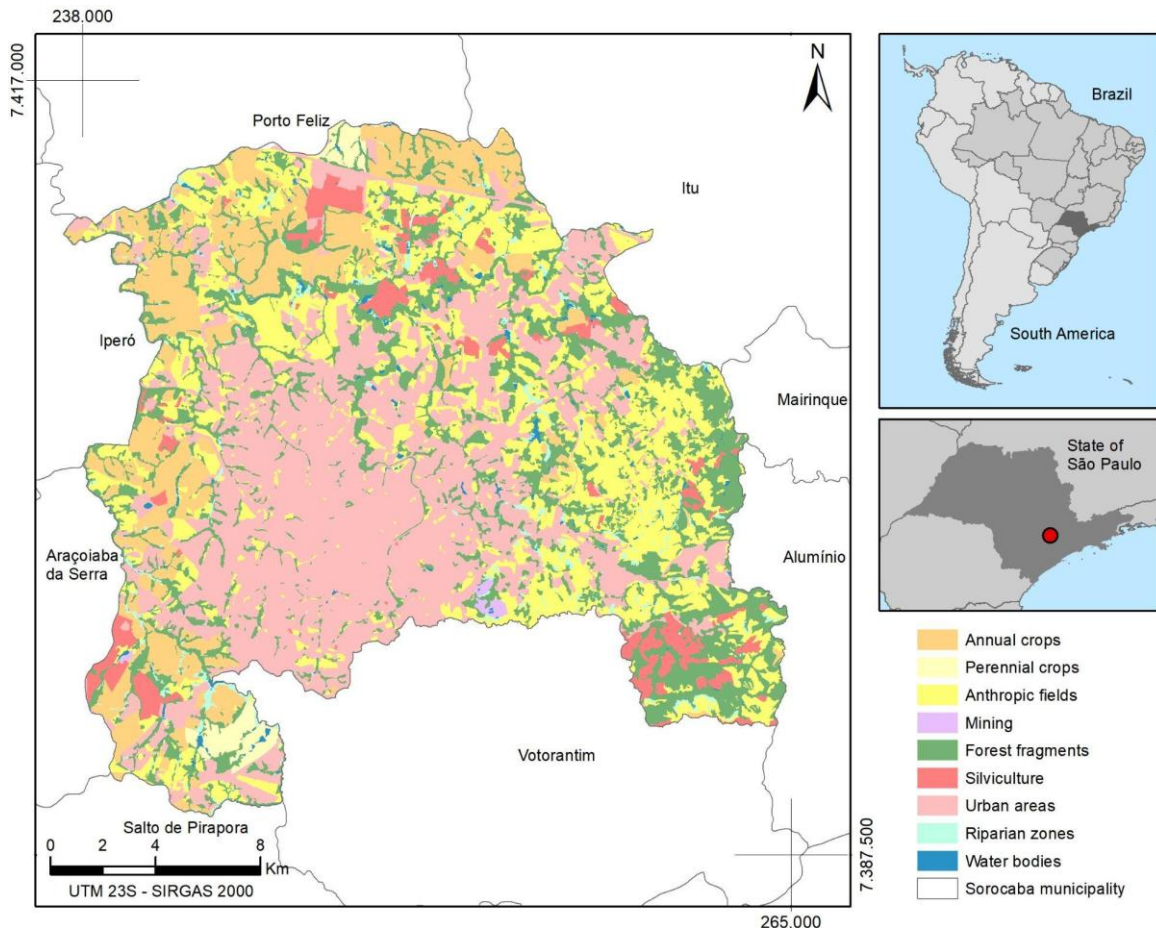 238.000
7.417.000
N
Porto Feliz
Itu
Iperó
Mairinque
Araçoiaba
da Serra
Alumínio
Votorantim
Salto de Pirapora
0 2 4 8
Km
UTM 23S - SIRGAS 2000
7.387.500
265.000
Brazil
South America
State of
São Paulo
Annual crops
Perennial crops
Anthropic fields
Mining
Forest fragments
Silviculture
Urban areas
Riparian zones
Water bodies
Sorocaba municipality